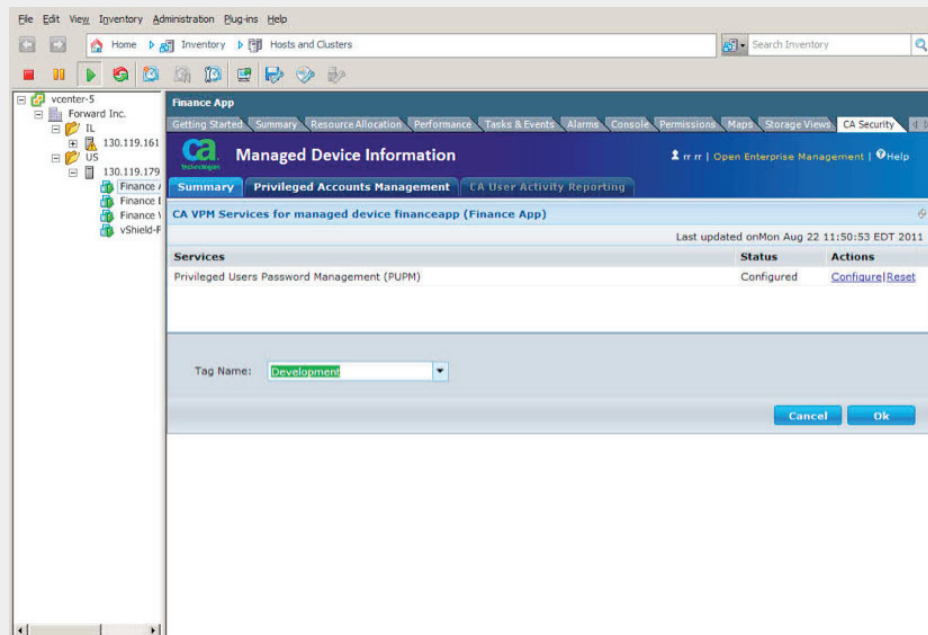 File Edit View Inventory Administration Plug-ins Help
Home Inventory Hosts and Clusters Search Inventory
vcenter-5
Forward Inc.
IL
130.119.161
US
130.119.179
Finance
Finance
Finance
vShield-F
Finance App
Getting Started Summary Resource Allocation Performance Tasks & Events Alarms Console Permissions Maps Storage Views CA Security
ca technologies
Managed Device Information
rr rr | Open Enterprise Management | Help
Summary Privileged Accounts Management CA User Activity Reporting
CA VPM Services for managed device financeapp (Finance App)
Last updated onMon Aug 22 11:50:53 EDT 2011
Services Status Actions
Privileged Users Password Management (PUPM) Configured Configure|Reset
Tag Name: Development
Cancel Ok